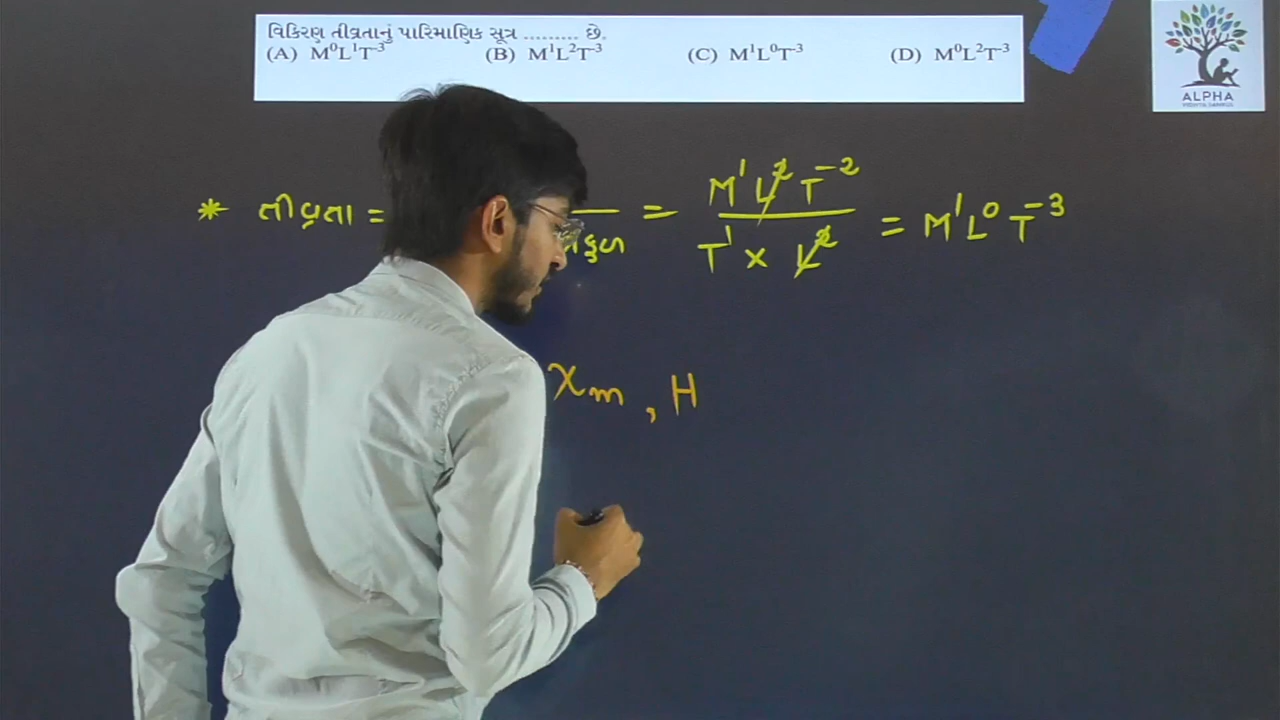 વિકિરણ તીવ્રતાનું પારિમાણિક સૂત્ર ......... છે.
(A) M⁰L¹T⁻³ (B) M¹L²T⁻³ (C) M¹L⁰T⁻³ (D) M⁰L²T⁻³
ALPHA
* તીવ્રતા = = M¹L²T⁻² / T¹ × L² = M¹L⁰T⁻³
χm, H